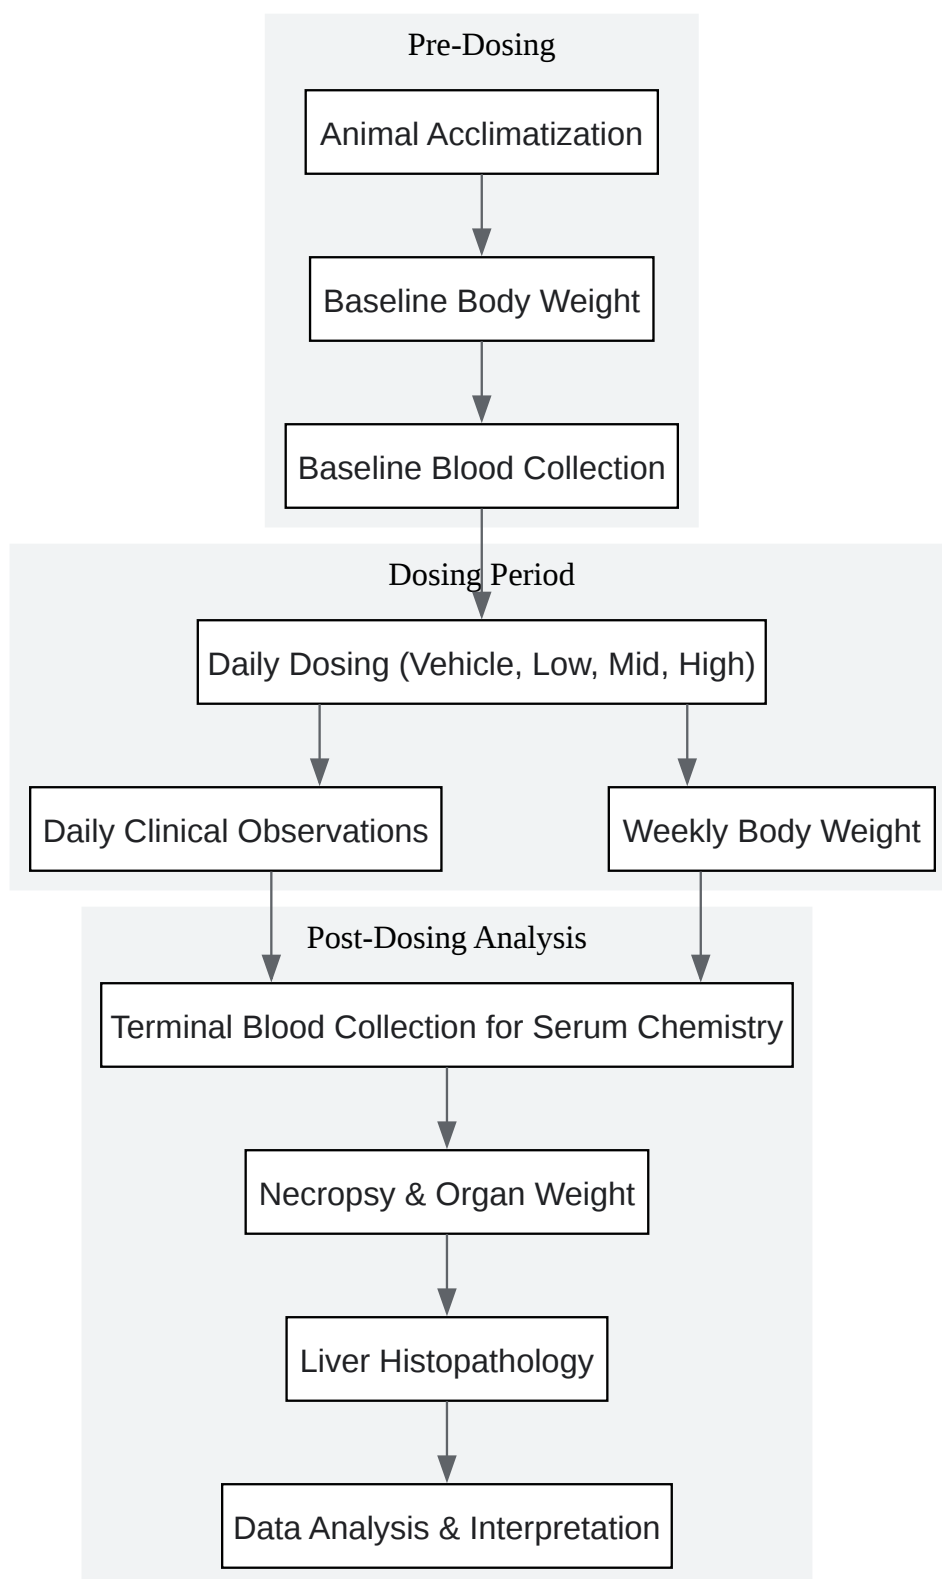 Pre-Dosing
Animal Acclimatization
Baseline Body Weight
Baseline Blood Collection
Dosing Period
Daily Dosing (Vehicle, Low, Mid, High)
Daily Clinical Observations
Weekly Body Weight
Post-Dosing Analysis
Terminal Blood Collection for Serum Chemistry
Necropsy & Organ Weight
Liver Histopathology
Data Analysis & Interpretation